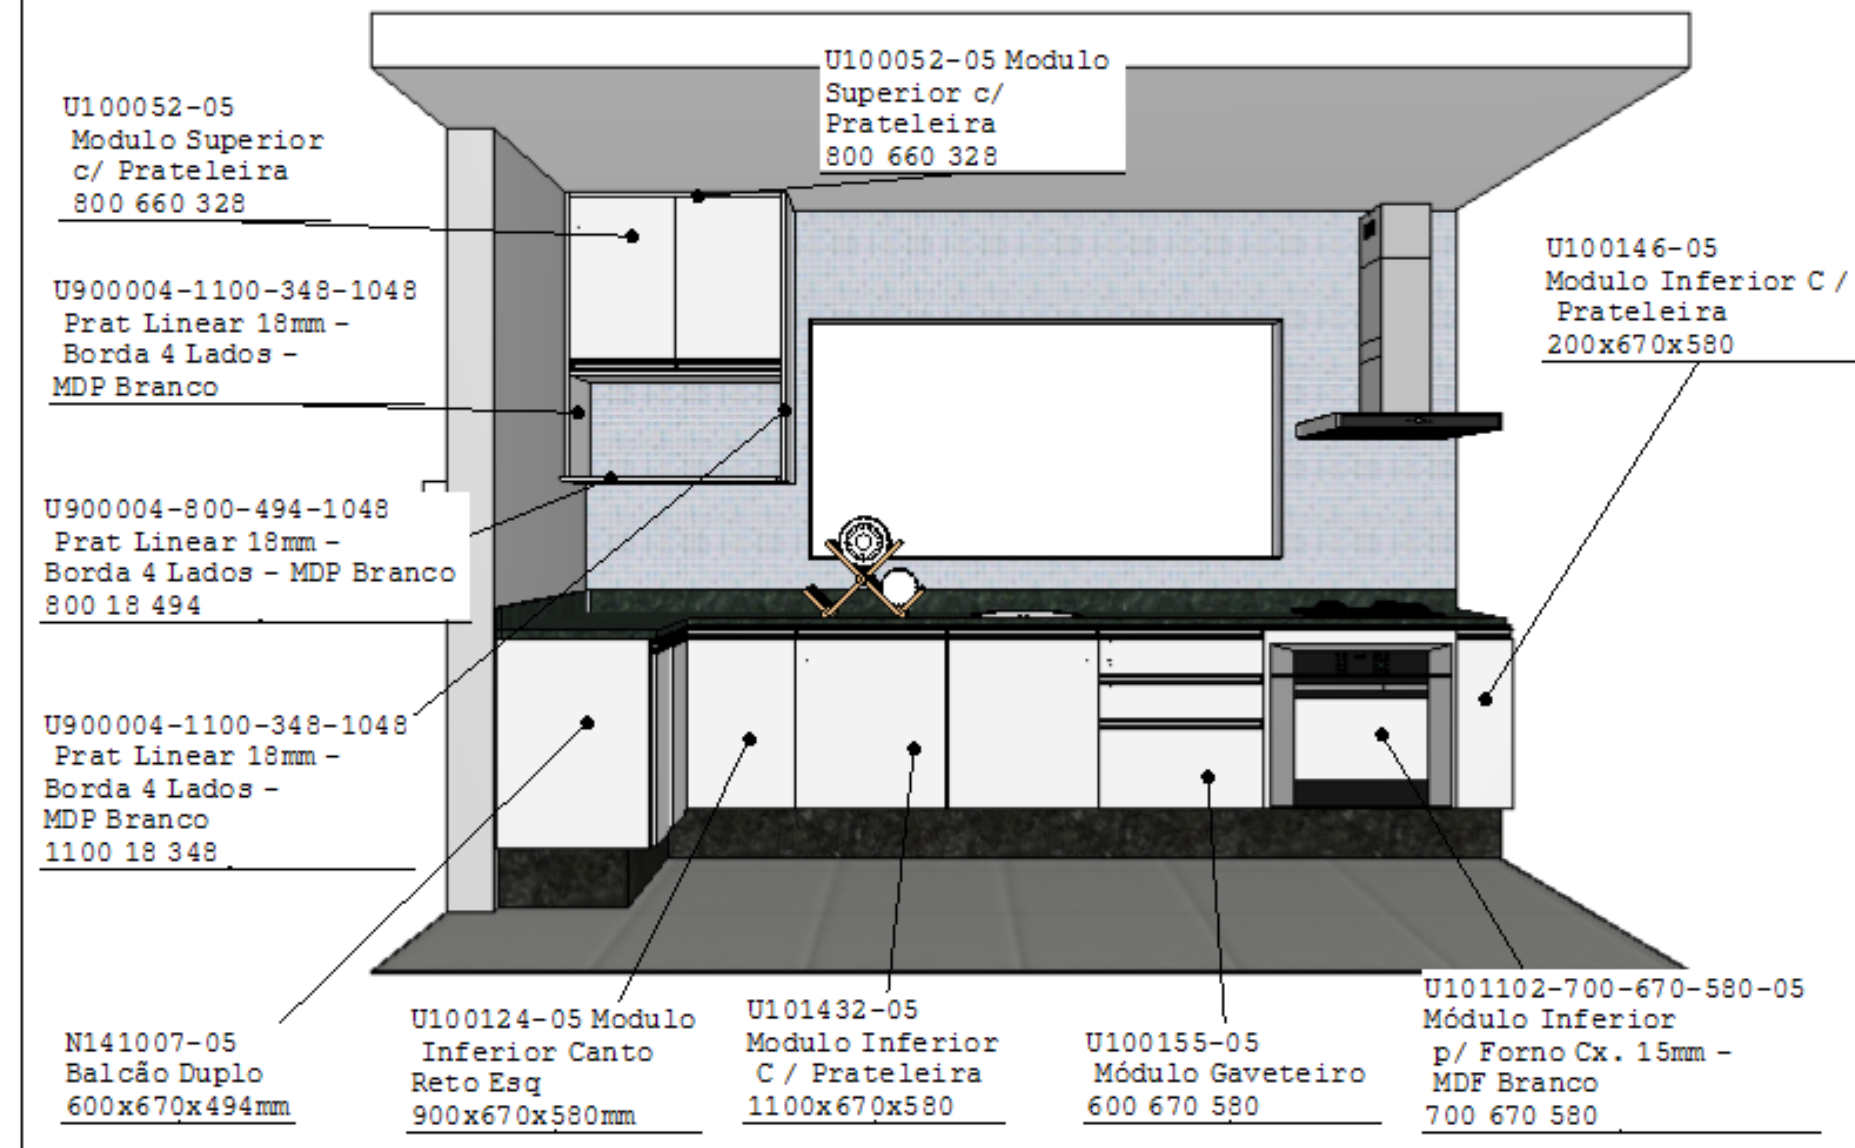 U100052-05
Modulo Superior
c/ Prateleira
800 660 328
U100052-05 Modulo
Superior c/
Prateleira
800 660 328
U900004-1100-348-1048
Prat Linear 18mm -
Borda 4 Lados -
MDP Branco
U100146-05
Modulo Inferior C /
Prateleira
200x670x580
U900004-800-494-1048
Prat Linear 18mm -
Borda 4 Lados - MDP Branco
800 18 494
U900004-1100-348-1048
Prat Linear 18mm -
Borda 4 Lados -
MDP Branco
1100 18 348
N141007-05
Balcão Duplo
600x670x494mm
U100124-05 Modulo
Inferior Canto
Reto Esq
900x670x580mm
U101432-05
Modulo Inferior
C / Prateleira
1100x670x580
U100155-05
Módulo Gaveteiro
600 670 580
U101102-700-670-580-05
Módulo Inferior
p/ Forno Cx. 15mm -
MDF Branco
700 670 580